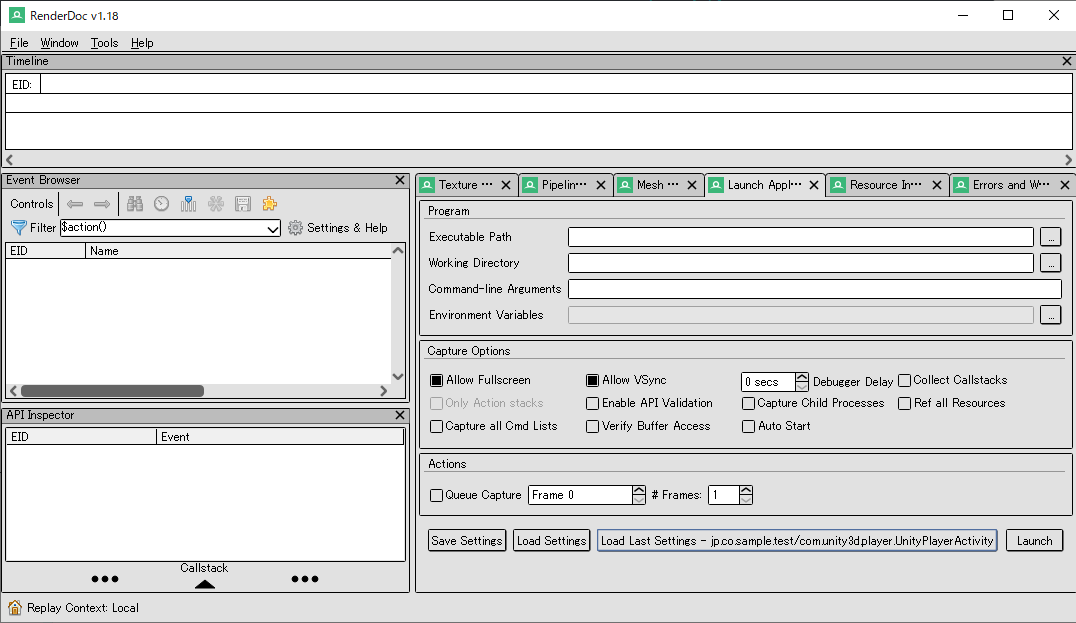 RenderDoc v1.18
File Window Tools Help
Timeline
EID:
Event Browser
Controls
Filter $action() Settings & Help
EID Name
API Inspector
EID Event
Callstack
Texture ··· Pipelin··· Mesh ··· Launch Appl··· Resource In··· Errors and W···
Program
Executable Path ...
Working Directory ...
Command-line Arguments
Environment Variables ...
Capture Options
Allow Fullscreen Allow VSync 0 secs Debugger Delay Collect Callstacks
Only Action stacks Enable API Validation Capture Child Processes Ref all Resources
Capture all Cmd Lists Verify Buffer Access Auto Start
Actions
Queue Capture Frame 0 # Frames: 1
Save Settings Load Settings Load Last Settings - jp.co.sample.test/com.unity3d.player.UnityPlayerActivity Launch
Replay Context: Local